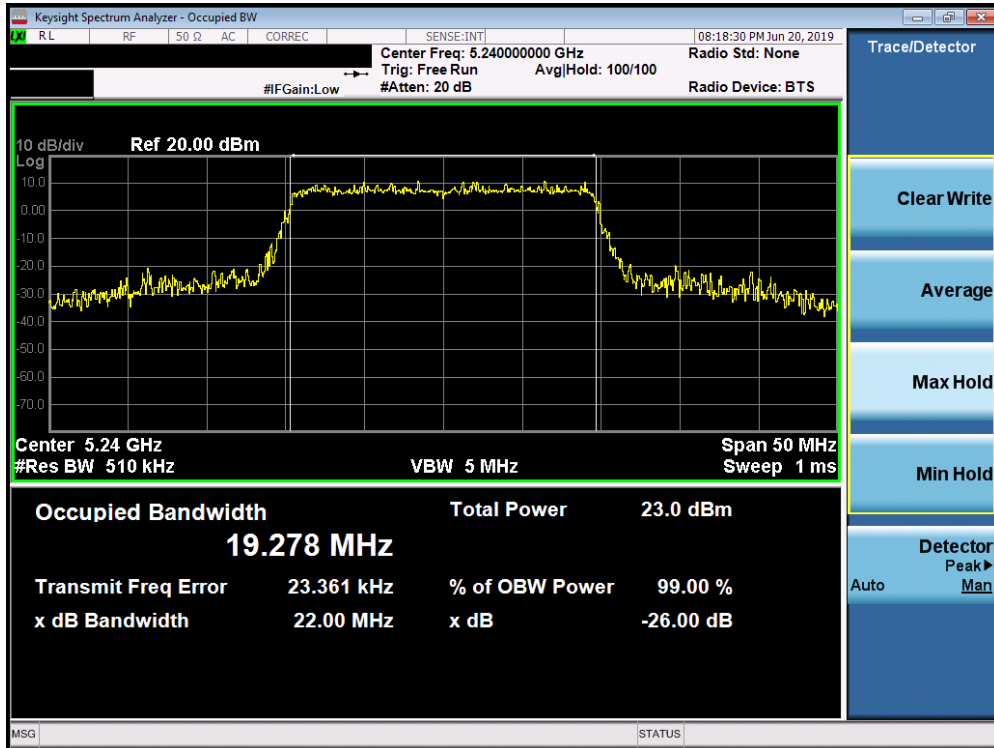 Keysight Spectrum Analyzer - Occupied BW
LXI RL RF 50 Ω AC CORREC SENSE:INT 08:18:30 PM Jun 20, 2019
Center Freq: 5.240000000 GHz Radio Std: None
Trig: Free Run Avg|Hold: 100/100
#IFGain:Low #Atten: 20 dB Radio Device: BTS
10 dB/div Ref 20.00 dBm
Log
10.0
0.00
-10.0
-20.0
-30.0
-40.0
-50.0
-60.0
-70.0
Center 5.24 GHz Span 50 MHz
#Res BW 510 kHz VBW 5 MHz Sweep 1 ms
Occupied Bandwidth Total Power 23.0 dBm
19.278 MHz
Transmit Freq Error 23.361 kHz % of OBW Power 99.00 %
x dB Bandwidth 22.00 MHz x dB -26.00 dB
MSG STATUS
Trace/Detector
Clear Write
Average
Max Hold
Min Hold
Detector
Peak▶
Auto Man